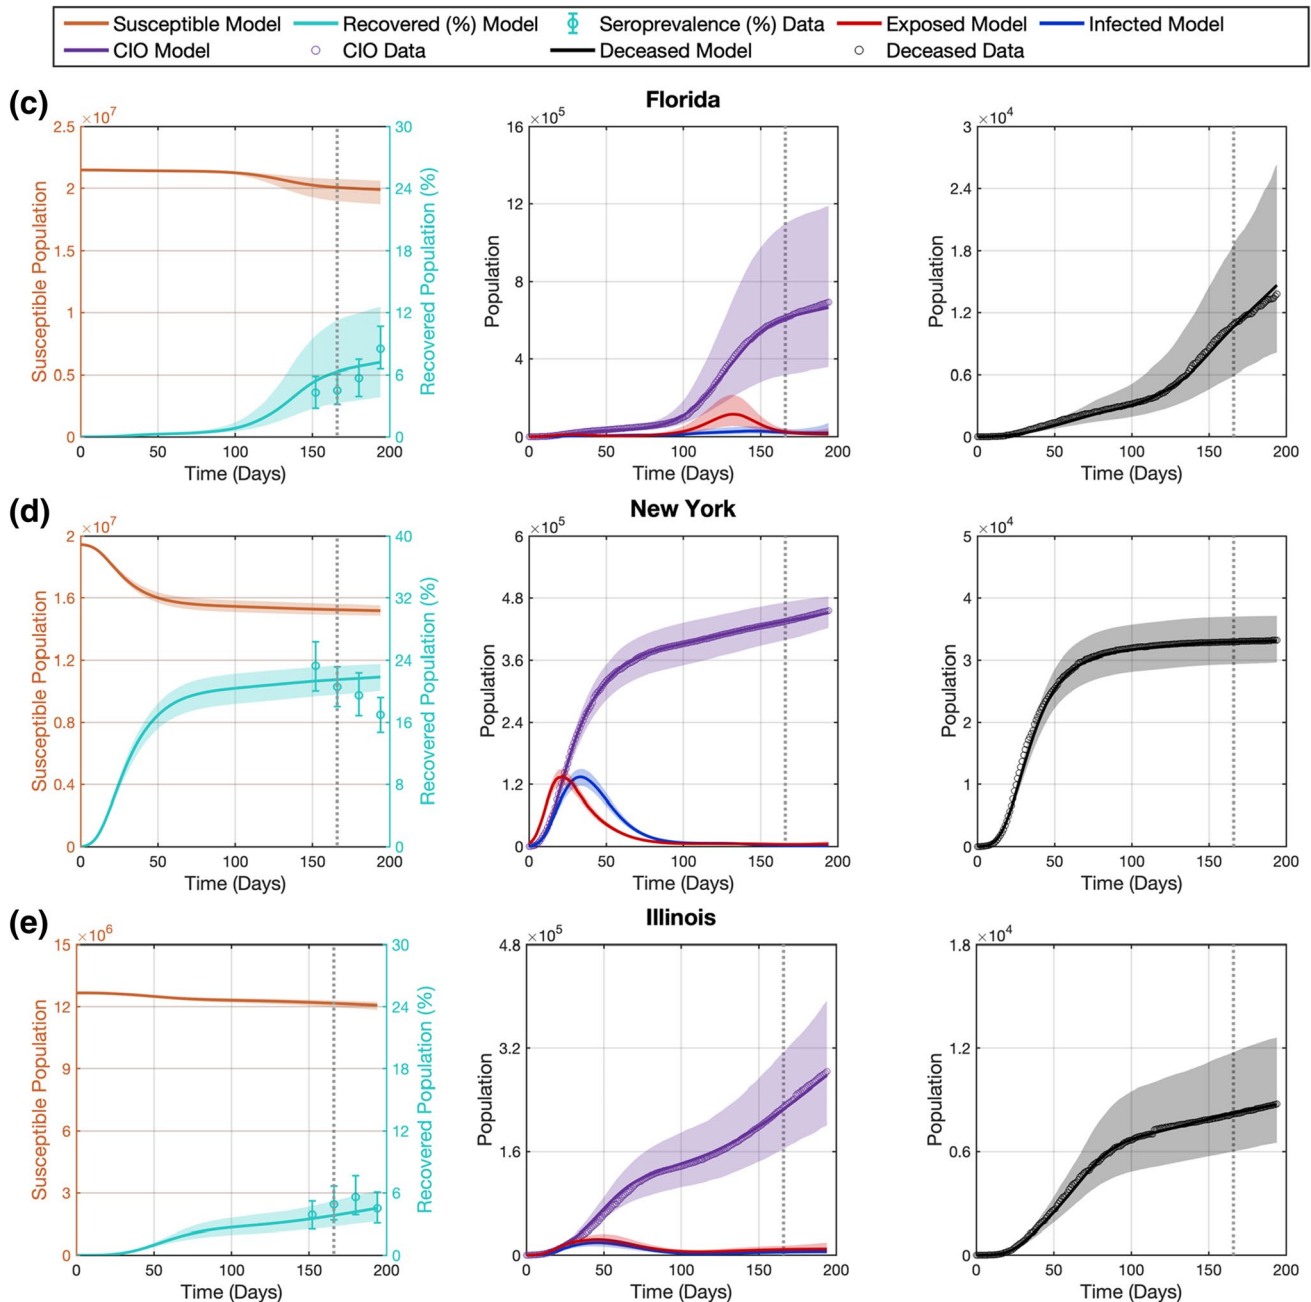 Susceptible Model Recovered (%) Model Seroprevalence (%) Data Exposed Model Infected Model
CIO Model CIO Data Deceased Model Deceased Data
(c) Florida
×10^7 ×10^5 ×10^4
2.5 30 16 3
2 24 12 2.4
1.5 18 8 1.8
1 12 4 1.2
0.5 6 0.6
0 0 0 0
Susceptible Population Recovered Population (%) Population Population
0 50 100 150 200 0 50 100 150 200 0 50 100 150 200
Time (Days) Time (Days) Time (Days)
(d) New York
×10^7 ×10^5 ×10^4
2 40 6 5
1.6 32 4.8 4
1.2 24 3.6 3
0.8 16 2.4 2
0.4 8 1.2 1
0 0 0 0
Susceptible Population Recovered Population (%) Population Population
0 50 100 150 200 0 50 100 150 200 0 50 100 150 200
Time (Days) Time (Days) Time (Days)
(e) Illinois
×10^6 ×10^5 ×10^4
15 30 4.8 1.8
12 24 3.2 1.2
9 18 1.6 0.6
6 12
3 6
0 0 0 0
Susceptible Population Recovered Population (%) Population Population
0 50 100 150 200 0 50 100 150 200 0 50 100 150 200
Time (Days) Time (Days) Time (Days)